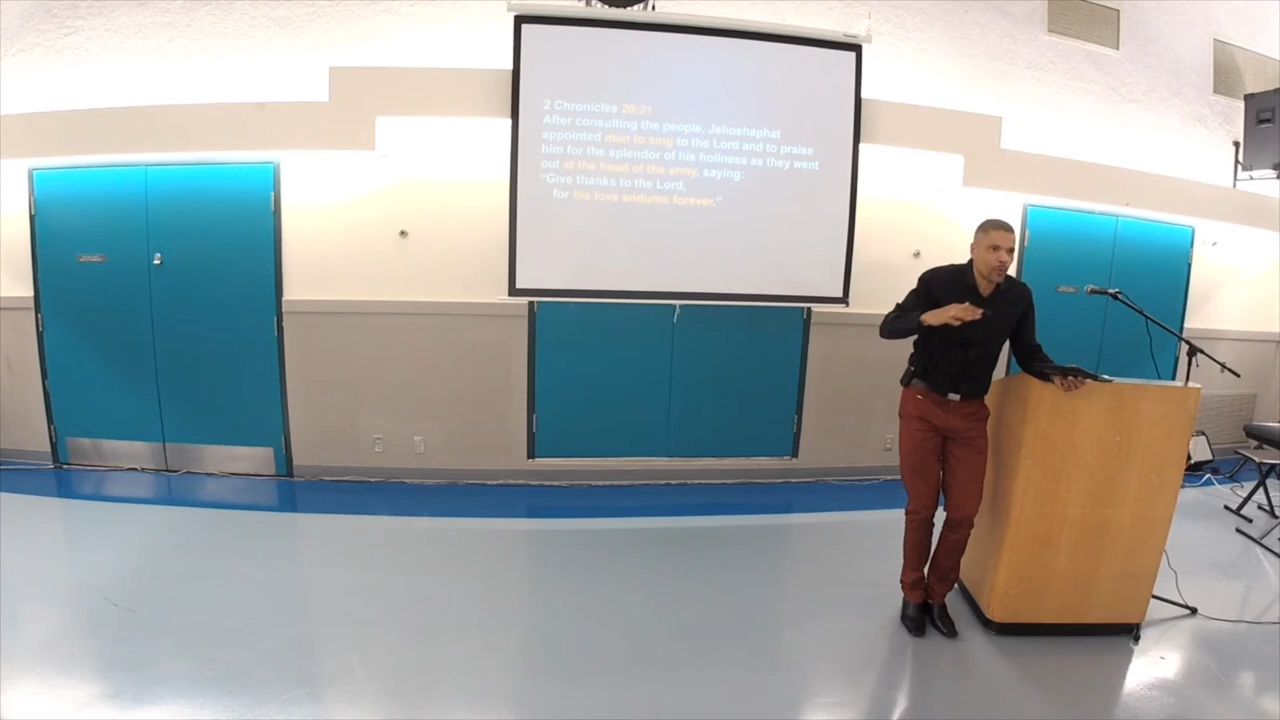 2 Chronicles 20:21
After consulting the people, Jehoshaphat
appointed men to sing to the Lord and to praise
him for the splendor of his holiness as they went
out at the head of the army, saying:
“Give thanks to the Lord,
for his love endures forever.”